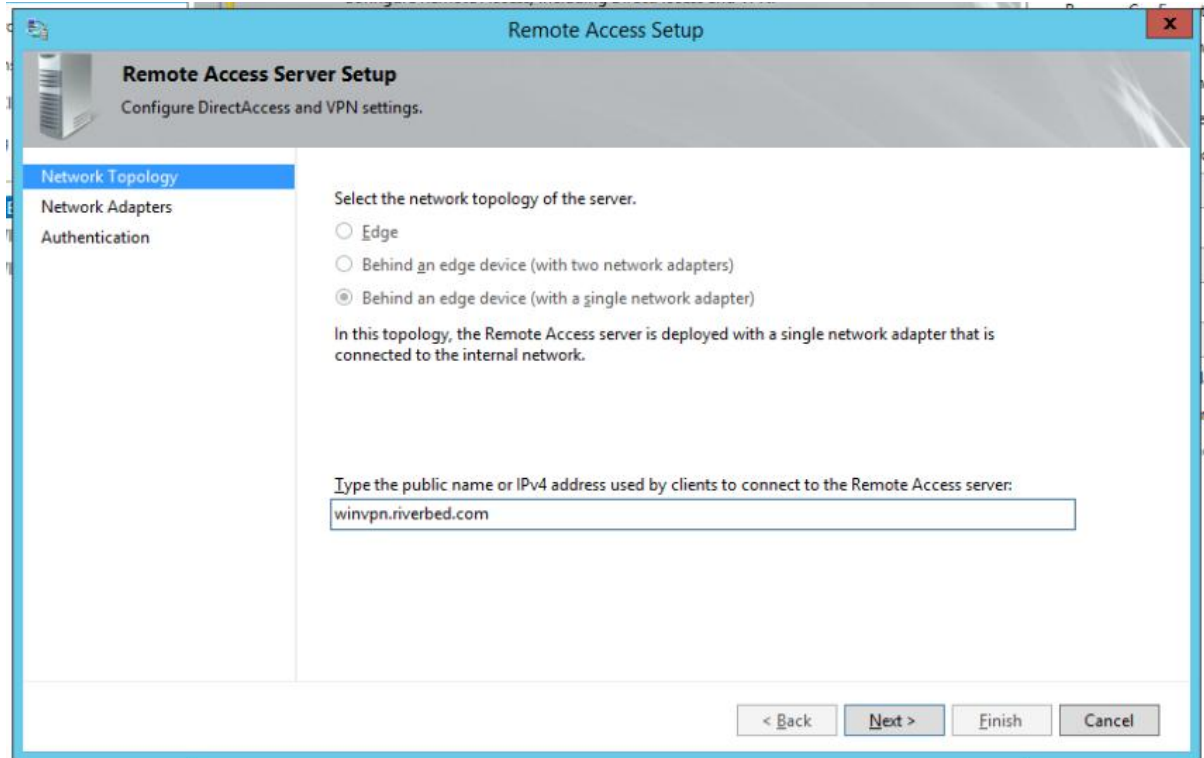 Remote Access Setup
x
Remote Access Server Setup
Configure DirectAccess and VPN settings.
Network Topology
Network Adapters
Authentication
Select the network topology of the server.
Edge
Behind an edge device (with two network adapters)
Behind an edge device (with a single network adapter)
In this topology, the Remote Access server is deployed with a single network adapter that is
connected to the internal network.
Type the public name or IPv4 address used by clients to connect to the Remote Access server:
winvpn.riverbed.com
< Back
Next >
Finish
Cancel